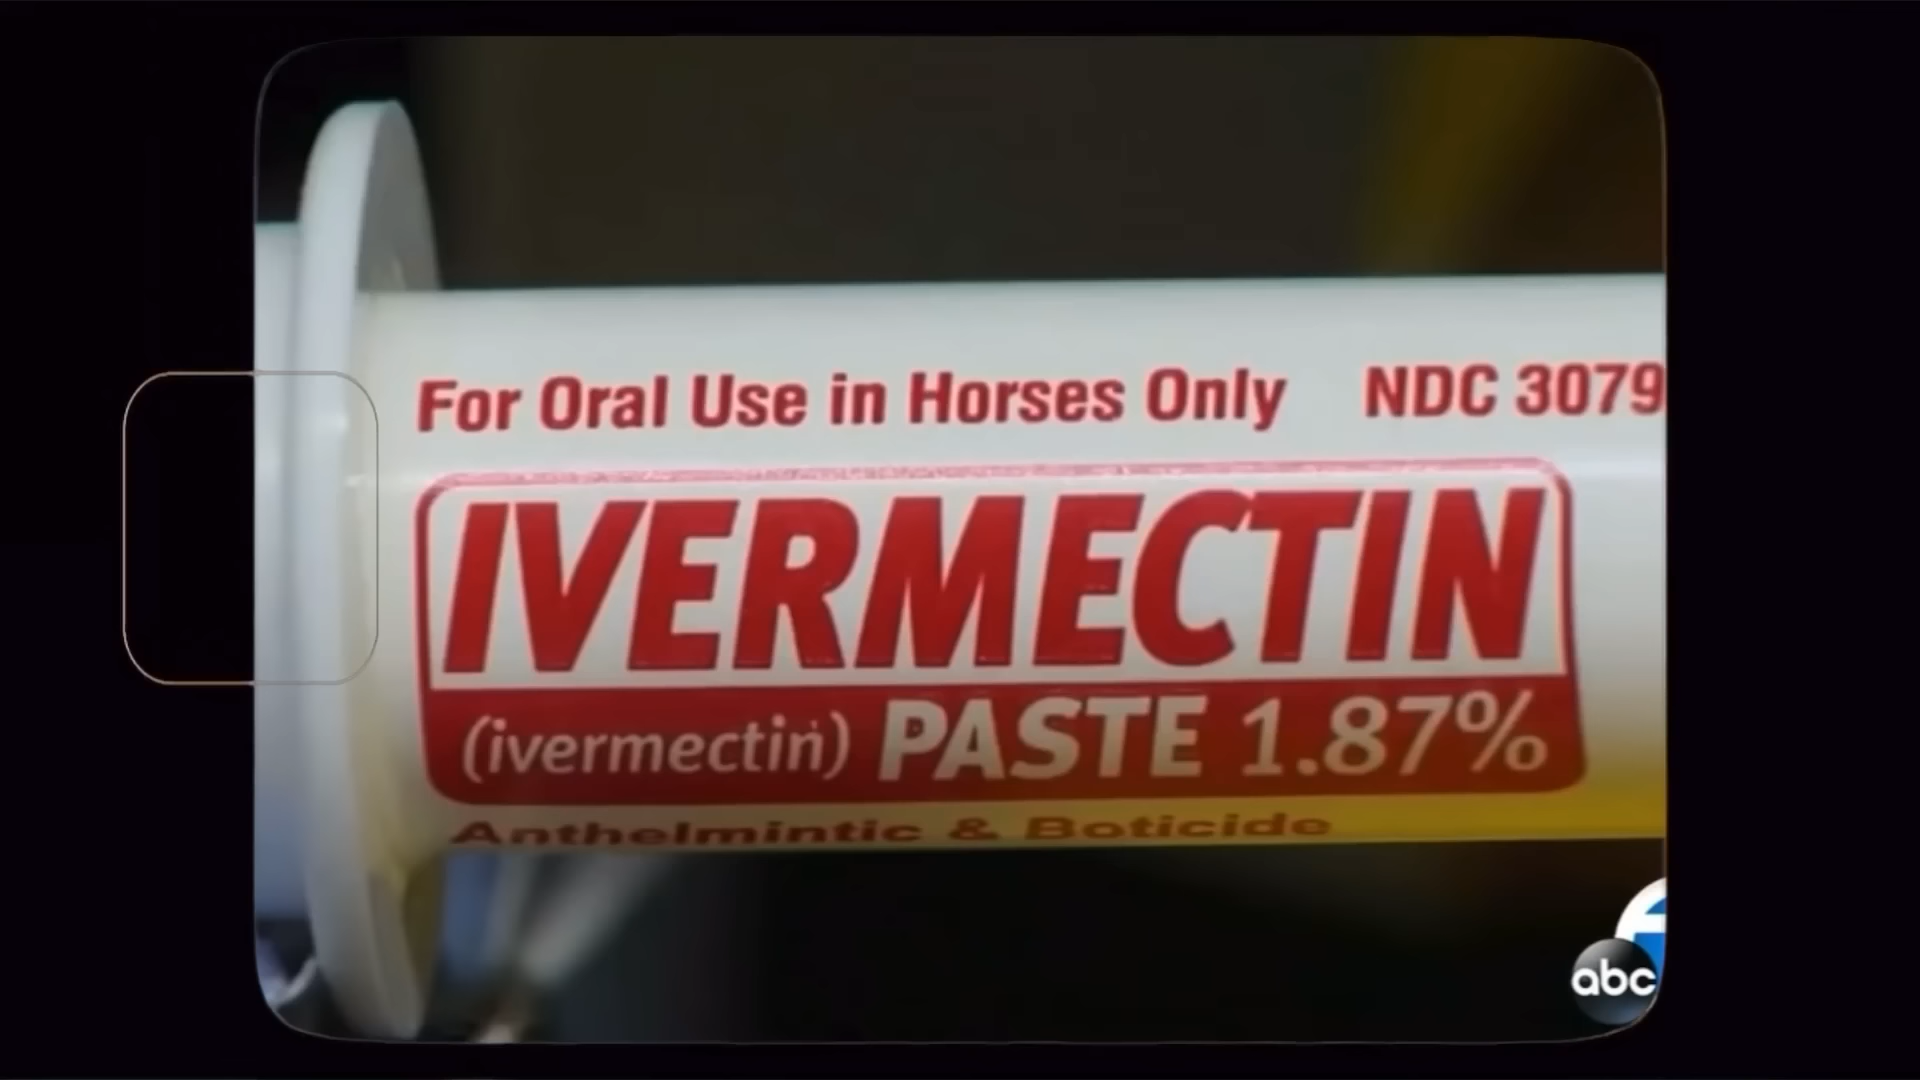 For Oral Use in Horses Only NDC 3079
IVERMECTIN
(ivermectin) PASTE 1.87%
Anthelmintic & Boticide
abc